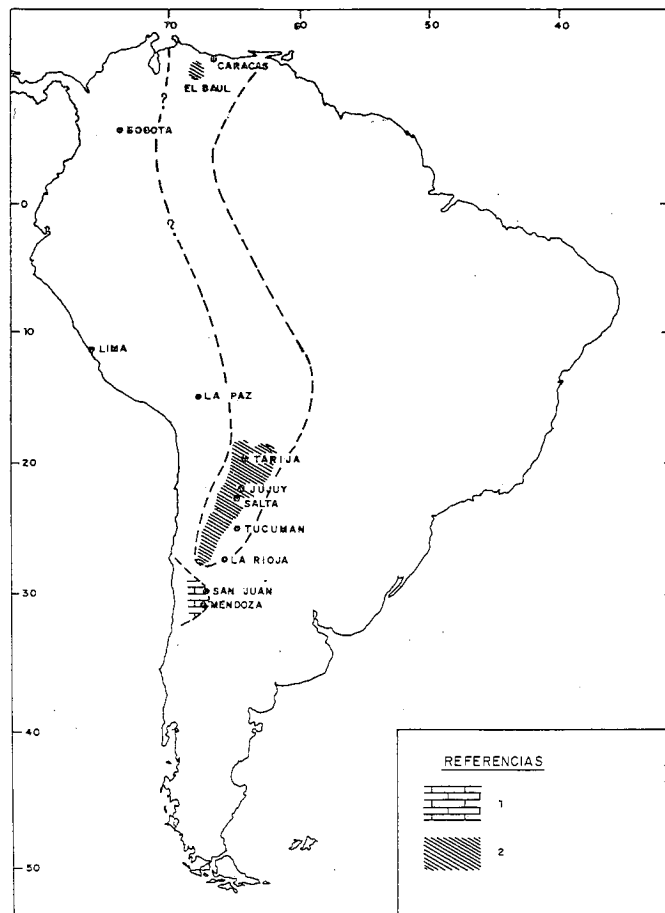 70 60 50 40
CARACAS
EL BAUL
?
BOGOTA
0
?
10
LIMA
LA PAZ
20
TARIJA
JUJUY
SALTA
TUCUMAN
LA RIOJA
30
SAN JUAN
MENDOZA
40
REFERENCIAS
1
2
50